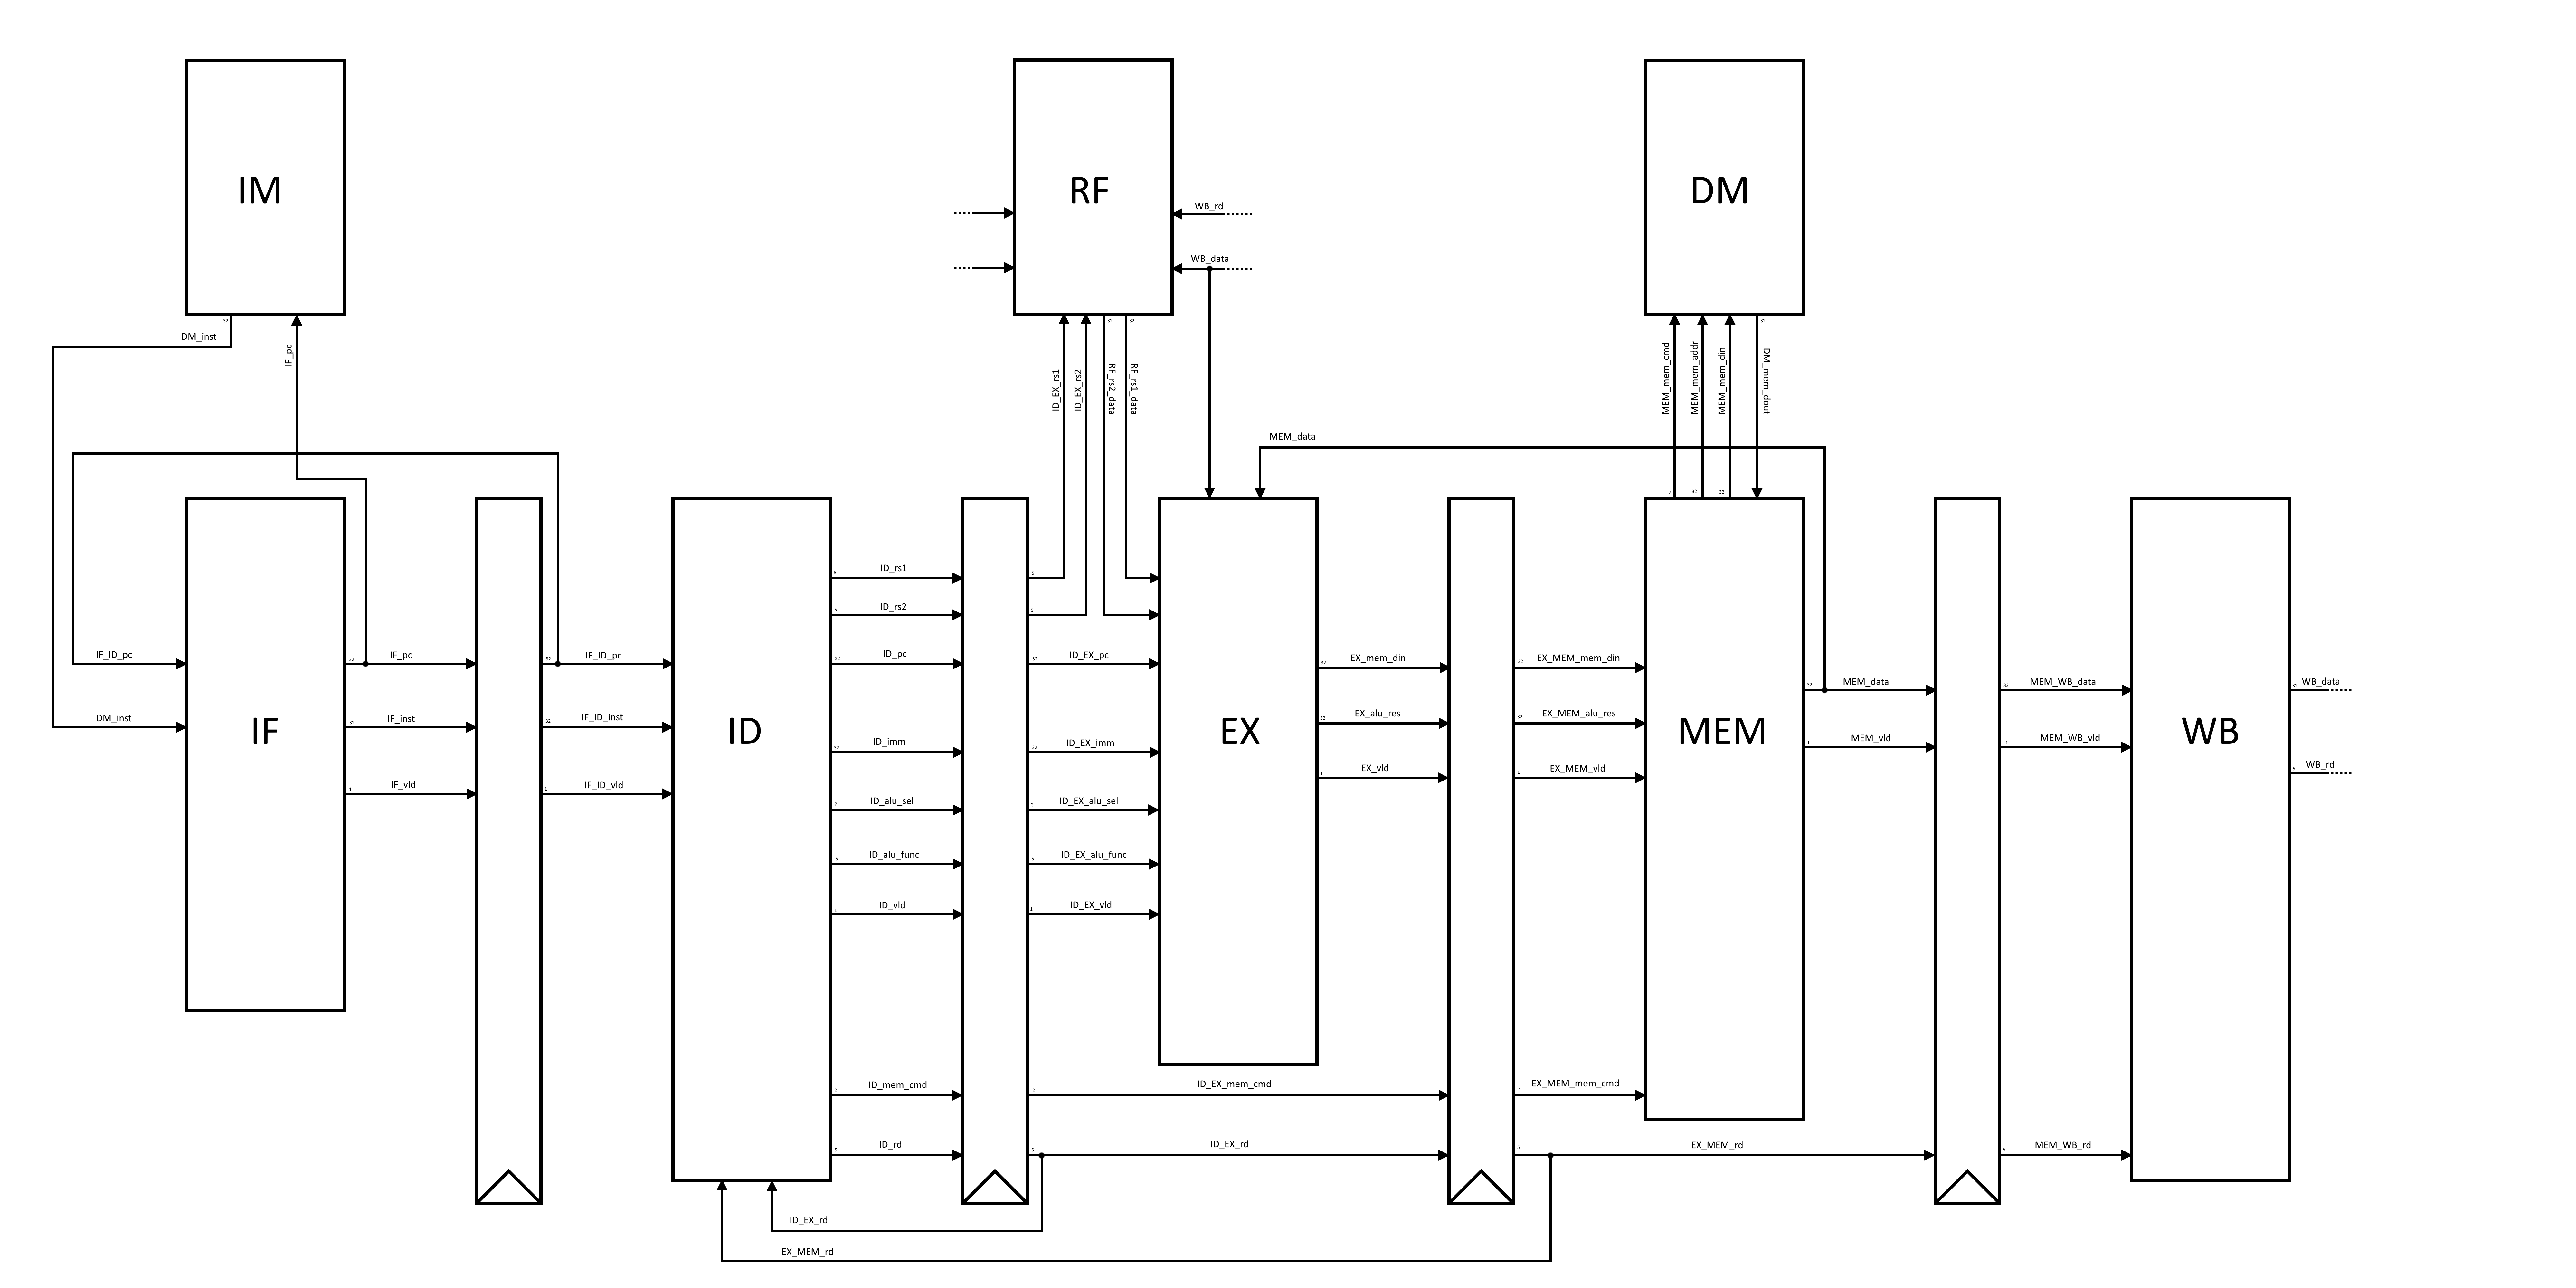 IM
RF
DM
WB_rd
WB_data
32
DM_inst
IF_pc
32
32
32
ID_EX_rs1
ID_EX_rs2
RF_rs2_data
RF_rs1_data
MEM_mem_cmd
MEM_mem_addr
MEM_mem_din
DM_mem_dout
MEM_data
2
32
32
ID_rs1
5
5
ID_rs2
5
5
IF_ID_pc
IF_pc
32
IF_ID_pc
32
ID_pc
32
ID_EX_pc
32
EX_mem_din
32
EX_MEM_mem_din
32
MEM_data
32
MEM_WB_data
32
WB_data
32
DM_inst
IF
IF_inst
32
IF_ID_inst
32
ID
ID_imm
32
ID_EX_imm
32
EX
EX_alu_res
32
EX_MEM_alu_res
32
MEM
MEM_vld
1
MEM_WB_vld
1
WB
WB_rd
5
EX_vld
1
EX_MEM_vld
1
IF_vld
1
IF_ID_vld
1
ID_alu_sel
7
ID_EX_alu_sel
ID_alu_func
5
ID_EX_alu_func
5
ID_vld
1
ID_EX_vld
ID_mem_cmd
2
ID_EX_mem_cmd
2
EX_MEM_mem_cmd
2
ID_rd
5
ID_EX_rd
5
EX_MEM_rd
5
MEM_WB_rd
5
ID_EX_rd
EX_MEM_rd